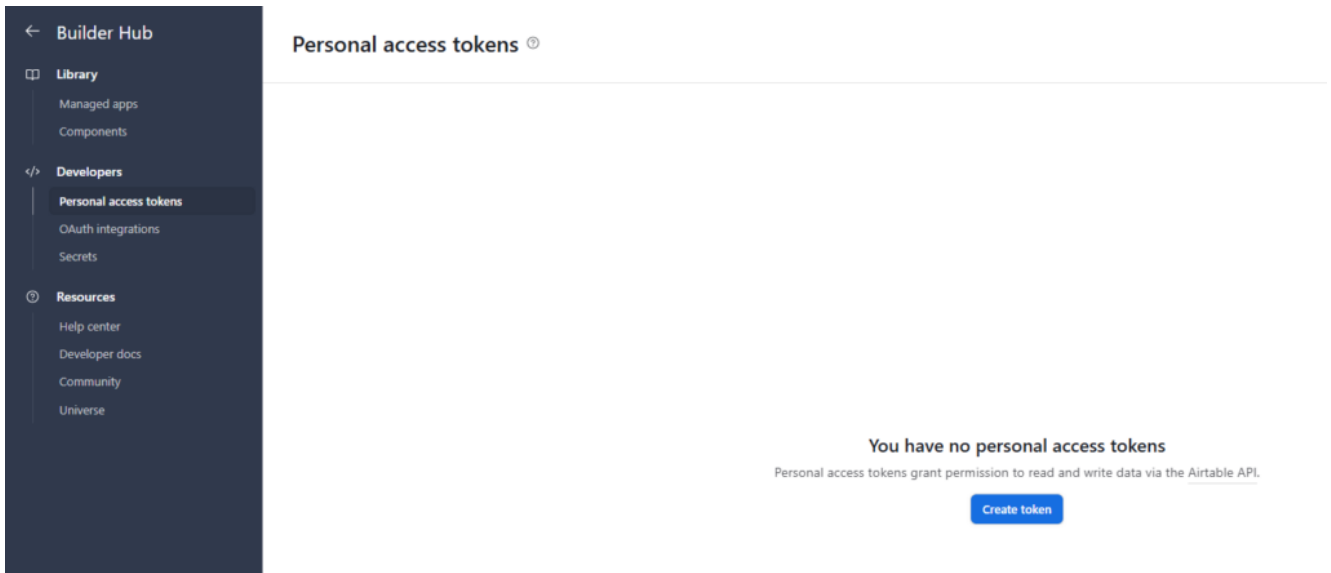 Builder Hub
Library
Managed apps
Components
Developers
Personal access tokens
OAuth integrations
Secrets
Resources
Help center
Developer docs
Community
Universe
Personal access tokens
You have no personal access tokens
Personal access tokens grant permission to read and write data via the Airtable API.
Create token